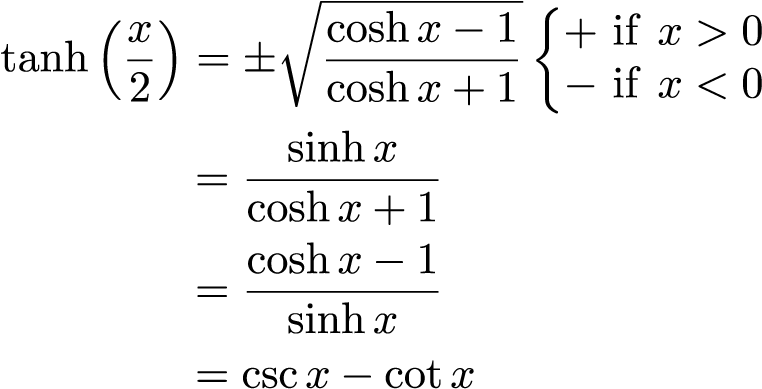 tanh(x/2) = ±√((cosh x − 1)/(cosh x + 1)) { + if x > 0
− if x < 0
= (sinh x)/(cosh x + 1)
= (cosh x − 1)/(sinh x)
= csc x − cot x